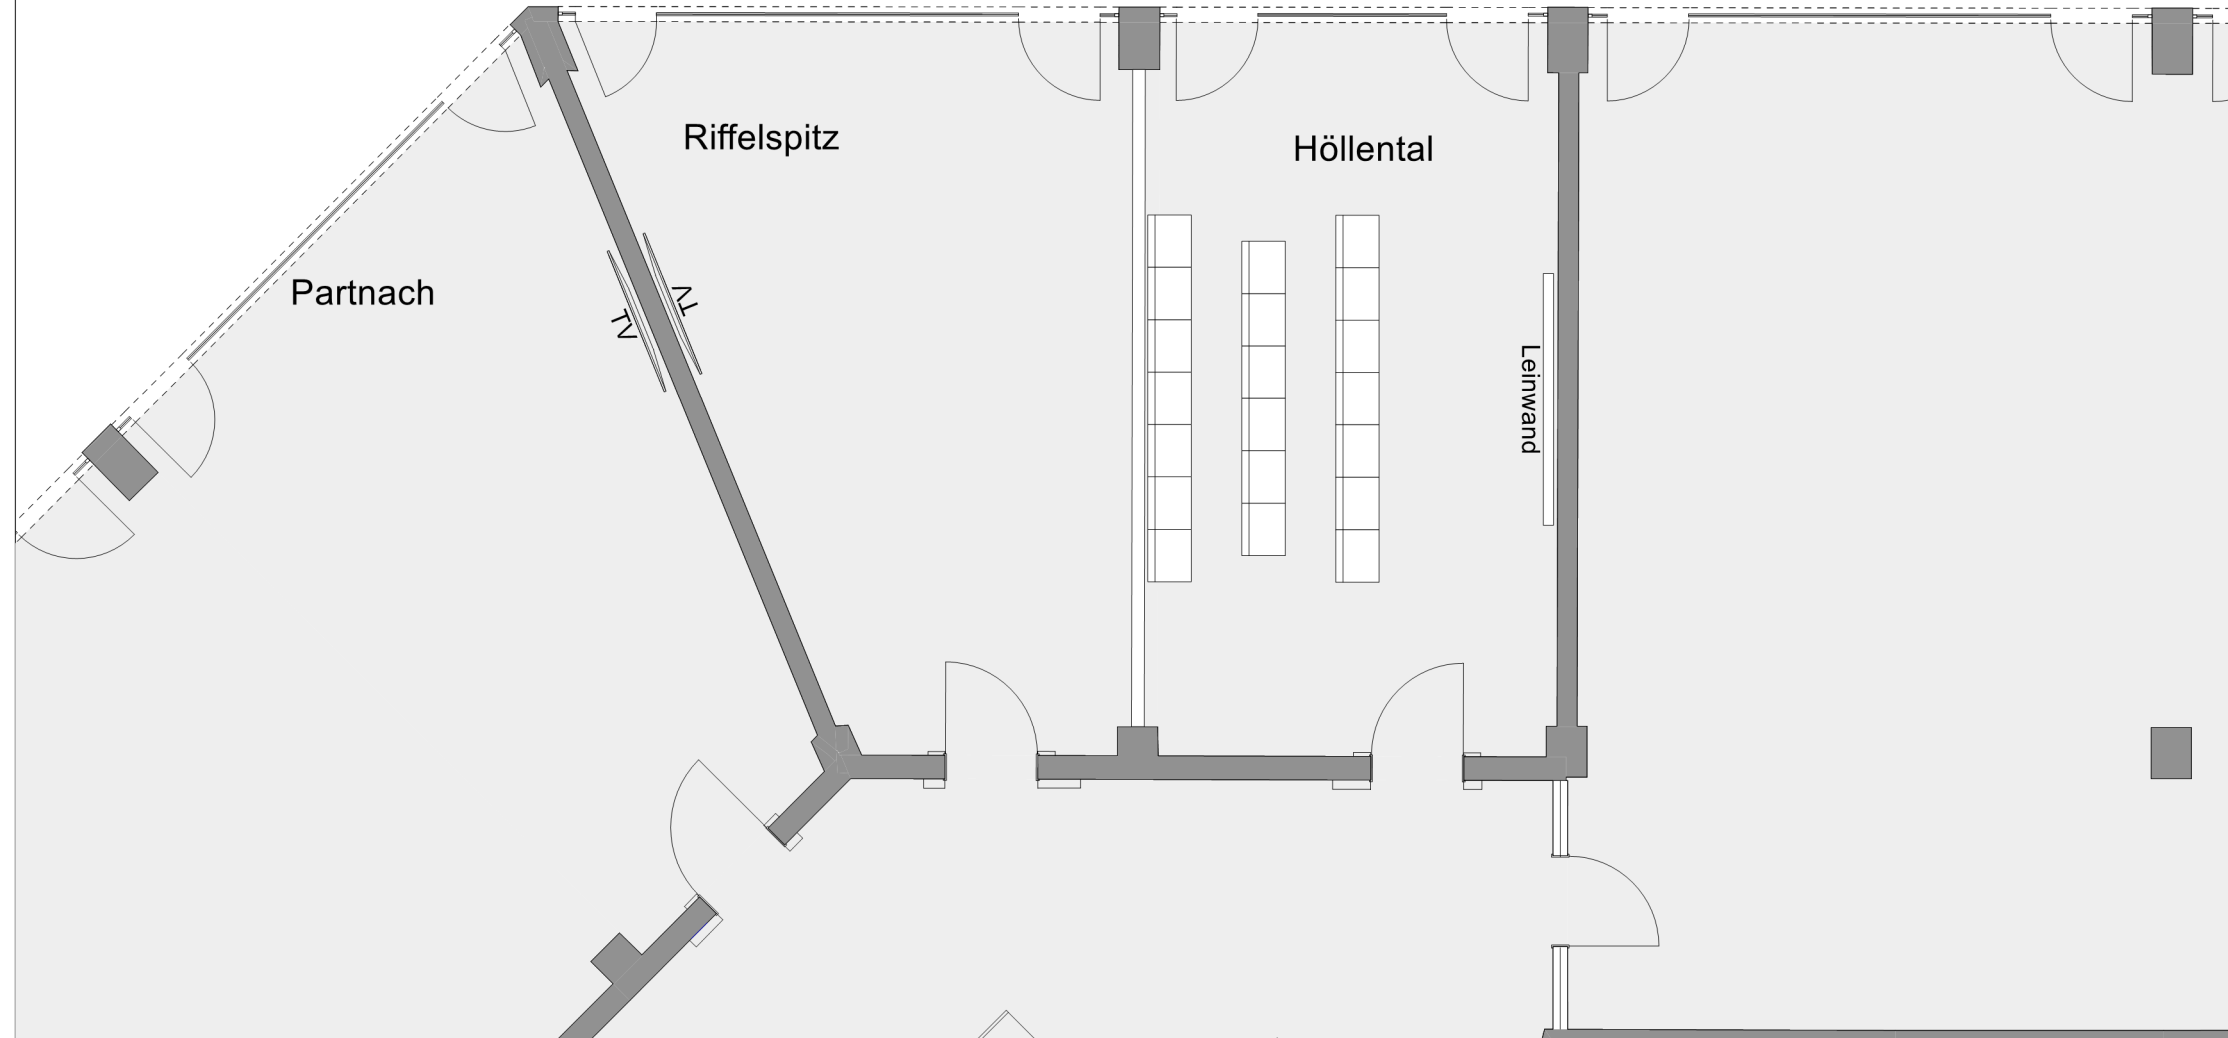 Riffelspitz
Höllental
Partnach
TV
TV
Leinwand